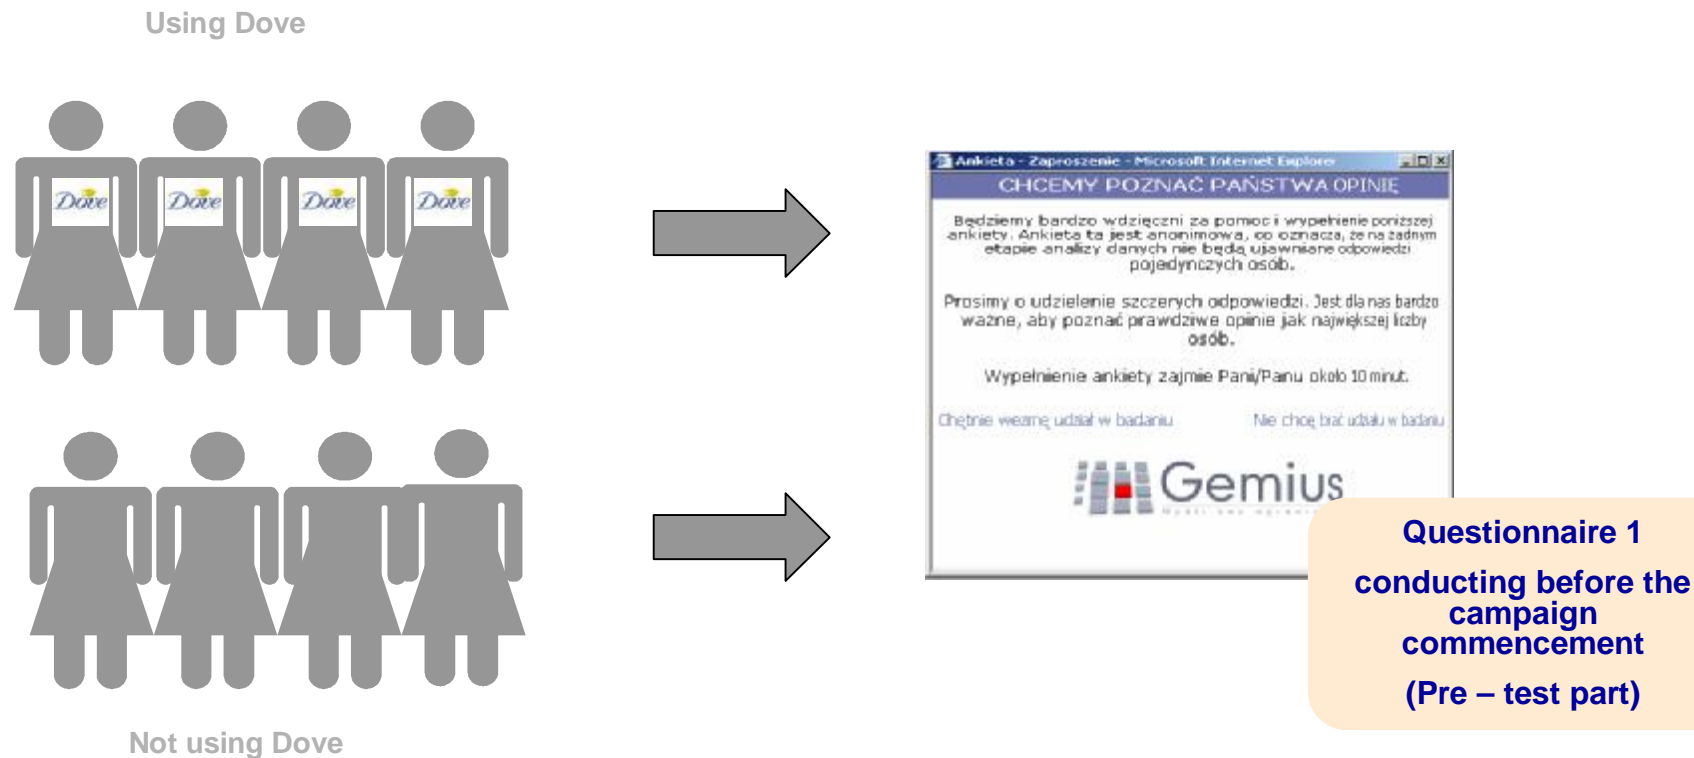 Using Dove
Dove Dove Dove Dove
Ankieta - Zaproszenie - Microsoft Internet Explorer
CHCEMY POZNAĆ PAŃSTWA OPINIĘ
Będziemy bardzo wdzięczni za pomoc i wypełnienie poniższej
ankiety. Ankieta ta jest anonimowa, co oznacza, że na żadnym
etapie analizy danych nie będą ujawniane odpowiedzi
pojedynczych osób.
Prosimy o udzielenie szczerych odpowiedzi. Jest dla nas bardzo
ważne, aby poznać prawdziwe opinie jak największej liczby
osób.
Wypełnienie ankiety zajmie Pani/Panu około 10 minut.
Chętnie wezmę udział w badaniu Nie chcę brać udziału w badaniu
Gemius
Questionnaire 1
conducting before the
campaign
commencement
(Pre – test part)
Not using Dove